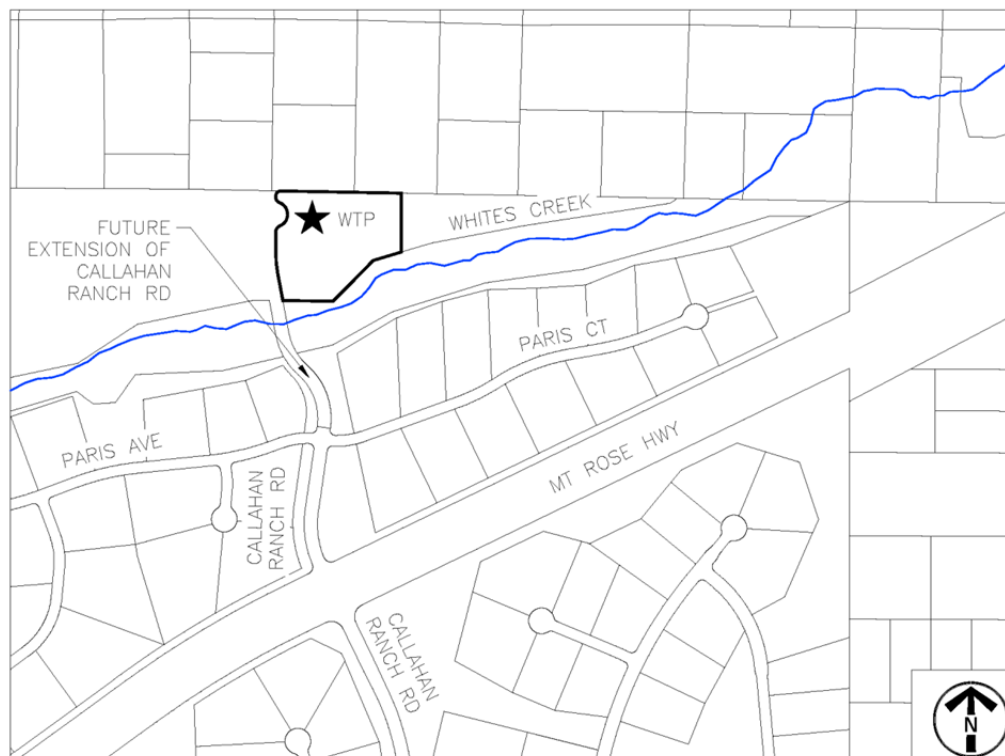 WTP
WHITES CREEK
FUTURE
EXTENSION OF
CALLAHAN
RANCH RD
PARIS CT
PARIS AVE
MT ROSE HWY
CALLAHAN
RANCH RD
CALLAHAN
RANCH RD
N